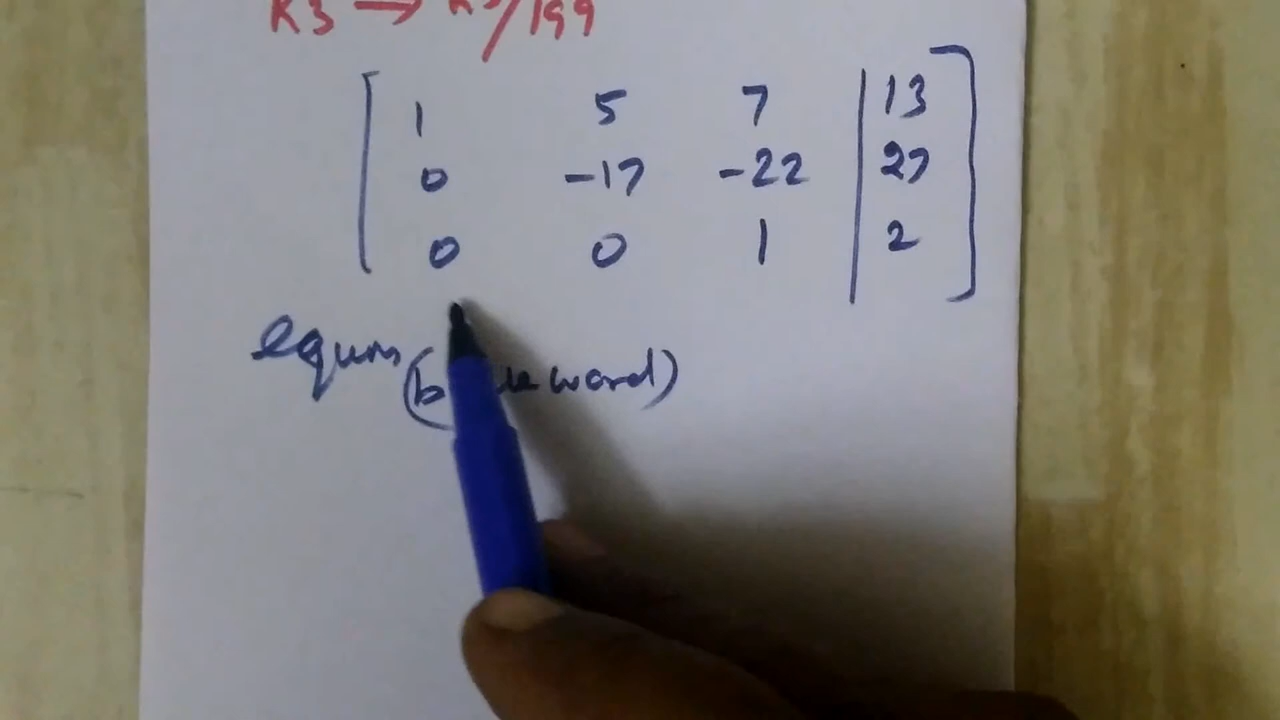 R3 → R3/199
1 5 7 13
0 -17 -22 27
0 0 1 2
equns